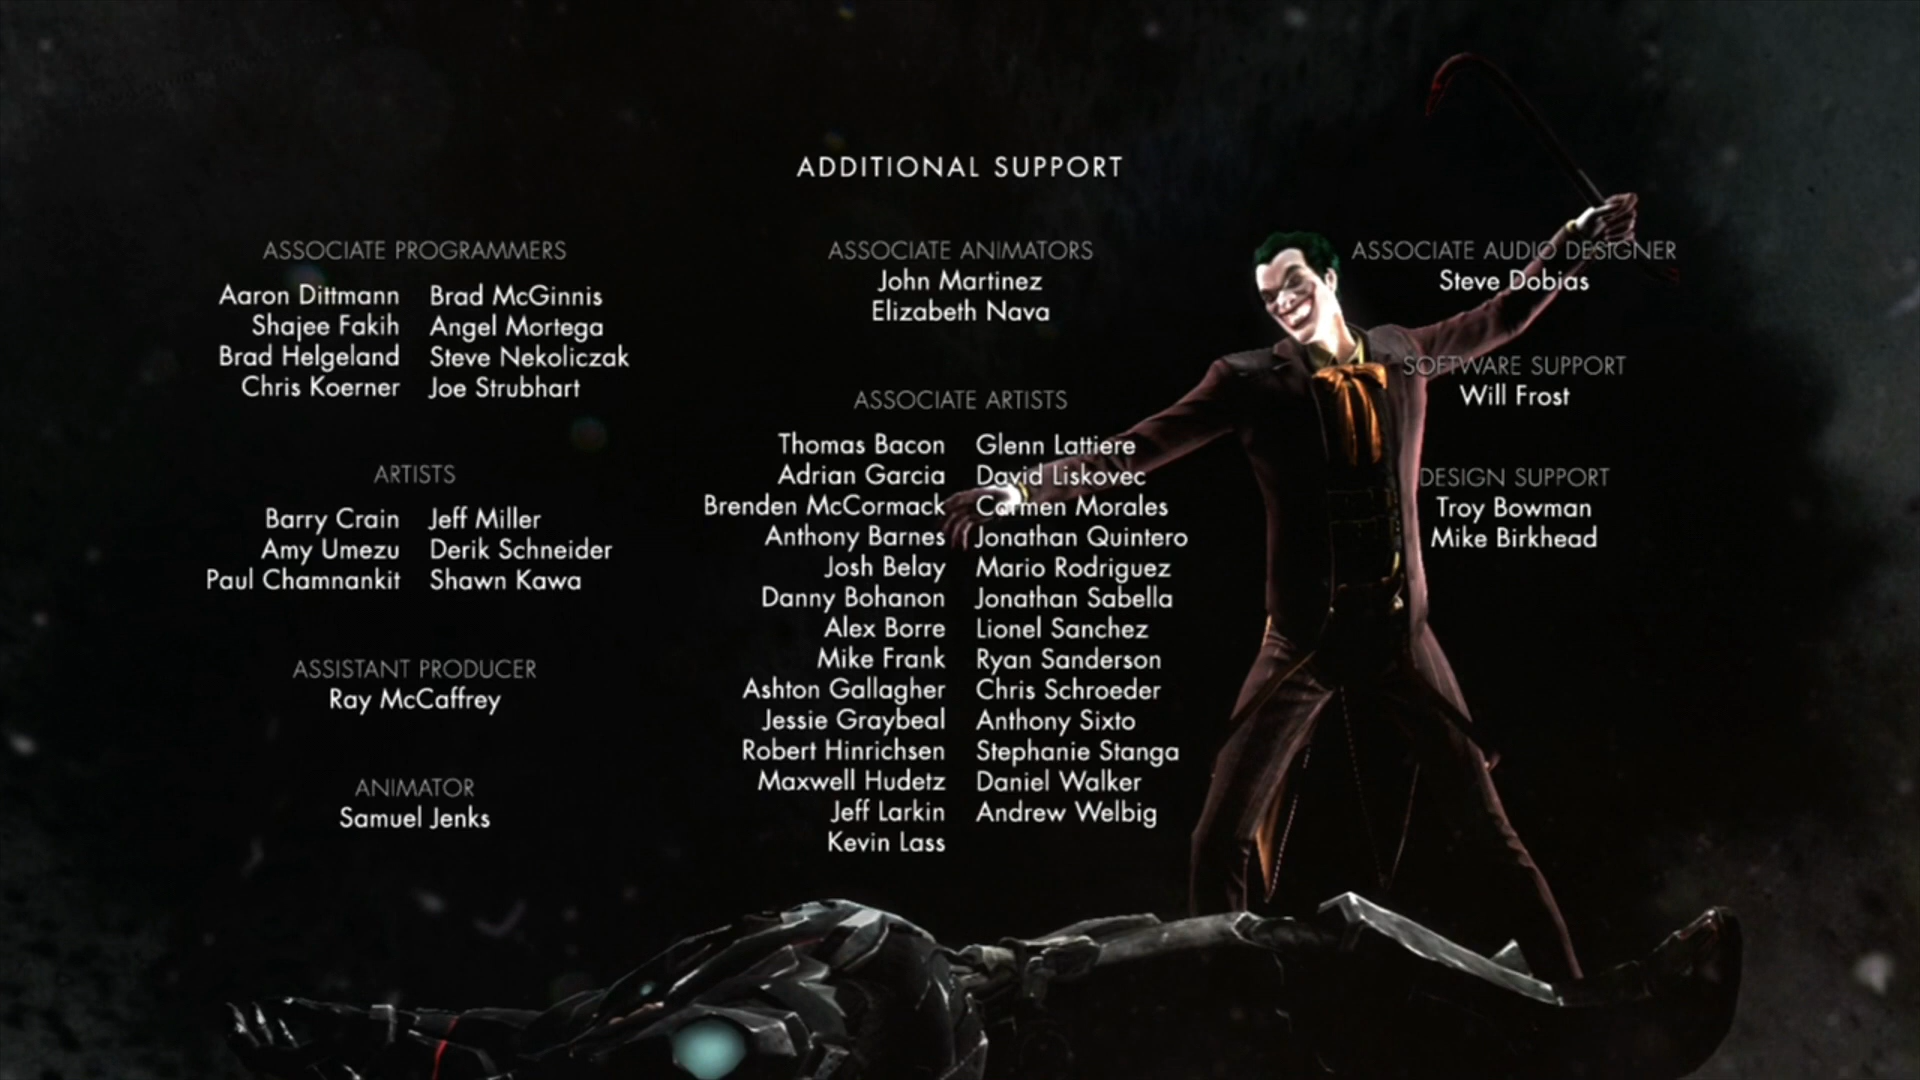 ADDITIONAL SUPPORT
ASSOCIATE PROGRAMMERS
Aaron Dittmann Brad McGinnis
Shajee Fakih Angel Mortega
Brad Helgeland Steve Nekoliczak
Chris Koerner Joe Strubhart
ARTISTS
Barry Crain Jeff Miller
Amy Umezu Derik Schneider
Paul Chamnankit Shawn Kawa
ASSISTANT PRODUCER
Ray McCaffrey
ANIMATOR
Samuel Jenks
ASSOCIATE ANIMATORS
John Martinez
Elizabeth Nava
ASSOCIATE ARTISTS
Thomas Bacon Glenn Lattiere
Adrian Garcia David Liskovec
Brenden McCormack Carmen Morales
Anthony Barnes Jonathan Quintero
Josh Belay Mario Rodriguez
Danny Bohanon Jonathan Sabella
Alex Borre Lionel Sanchez
Mike Frank Ryan Sanderson
Ashton Gallagher Chris Schroeder
Jessie Graybeal Anthony Sixto
Robert Hinrichsen Stephanie Stanga
Maxwell Hudetz Daniel Walker
Jeff Larkin Andrew Welbig
Kevin Lass
ASSOCIATE AUDIO DESIGNER
Steve Dobias
SOFTWARE SUPPORT
Will Frost
DESIGN SUPPORT
Troy Bowman
Mike Birkhead